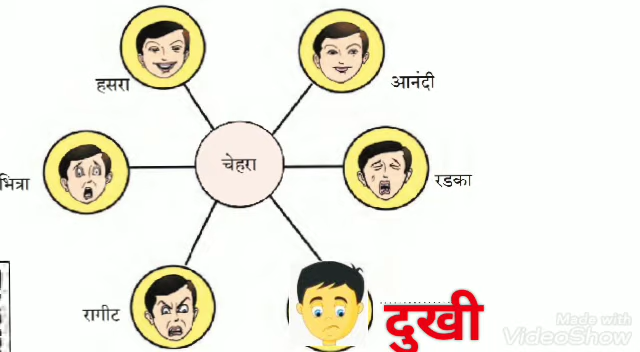 हसरा
आनंदी
चेहरा
भित्रा
रडका
रागीट
दुखी
Made with
VideoShow